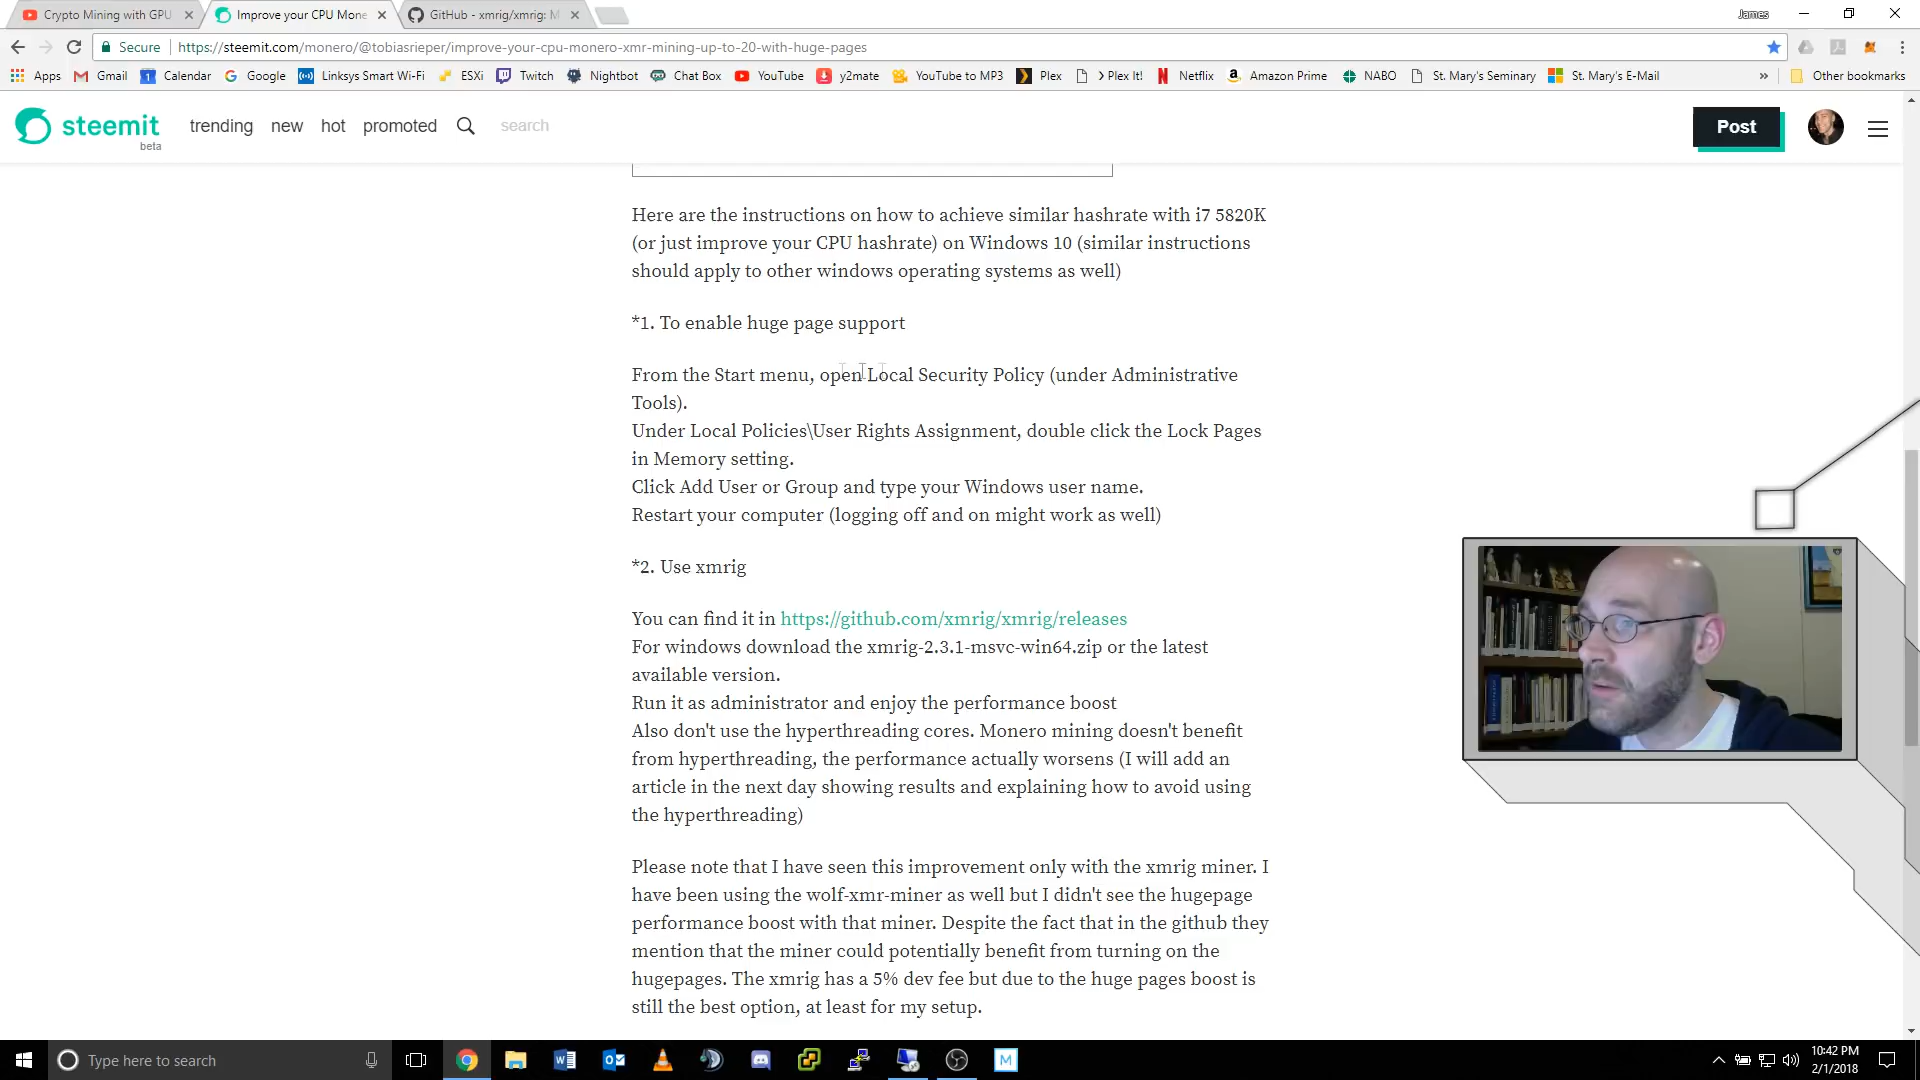 Crypto Mining with GPU
Improve your CPU Mone
GitHub - xmrig/xmrig: M
James
Secure
https://steemit.com/monero/@tobiasrieper/improve-your-cpu-monero-xmr-mining-up-to-20-with-huge-pages
Apps Gmail Calendar Google Linksys Smart Wi-Fi ESXi Twitch Nightbot Chat Box YouTube y2mate YouTube to MP3 Plex > Plex It! Netflix Amazon Prime NABO St. Mary's Seminary St. Mary's E-Mail » Other bookmarks
steemit
beta
trending new hot promoted search
Post
Here are the instructions on how to achieve similar hashrate with i7 5820K
(or just improve your CPU hashrate) on Windows 10 (similar instructions
should apply to other windows operating systems as well)
*1. To enable huge page support
From the Start menu, open Local Security Policy (under Administrative
Tools).
Under Local Policies\User Rights Assignment, double click the Lock Pages
in Memory setting.
Click Add User or Group and type your Windows user name.
Restart your computer (logging off and on might work as well)
*2. Use xmrig
You can find it in https://github.com/xmrig/xmrig/releases
For windows download the xmrig-2.3.1-msvc-win64.zip or the latest
available version.
Run it as administrator and enjoy the performance boost
Also don't use the hyperthreading cores. Monero mining doesn't benefit
from hyperthreading, the performance actually worsens (I will add an
article in the next day showing results and explaining how to avoid using
the hyperthreading)
Please note that I have seen this improvement only with the xmrig miner. I
have been using the wolf-xmr-miner as well but I didn't see the hugepage
performance boost with that miner. Despite the fact that in the github they
mention that the miner could potentially benefit from turning on the
hugepages. The xmrig has a 5% dev fee but due to the huge pages boost is
still the best option, at least for my setup.
Type here to search
10:42 PM
2/1/2018